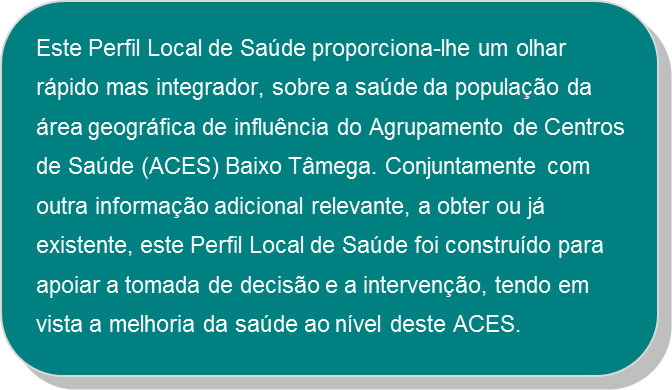 Este Perfil Local de Saúde proporciona-lhe um olhar
rápido mas integrador, sobre a saúde da população da
área geográfica de influência do Agrupamento de Centros
de Saúde (ACES) Baixo Tâmega. Conjuntamente com
outra informação adicional relevante, a obter ou já
existente, este Perfil Local de Saúde foi construído para
apoiar a tomada de decisão e a intervenção, tendo em
vista a melhoria da saúde ao nível deste ACES.